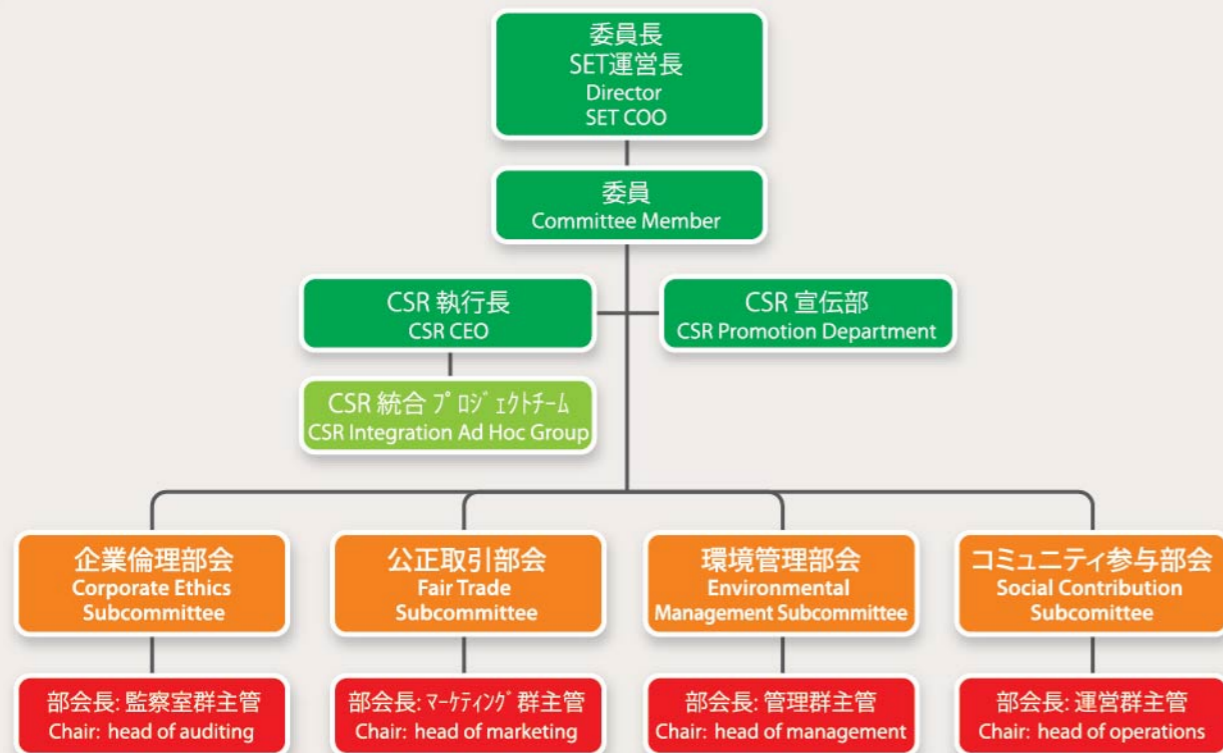 委員長
SET運営長
Director
SET COO
委員
Committee Member
CSR 執行長
CSR CEO
CSR 宣伝部
CSR Promotion Department
CSR 統合 プロジェクトチーム
CSR Integration Ad Hoc Group
企業倫理部会
Corporate Ethics
Subcommittee
公正取引部会
Fair Trade
Subcommittee
環境管理部会
Environmental
Management Subcommittee
コミュニティ参与部会
Social Contribution
Subcomittee
部会長: 監察室群主管
Chair: head of auditing
部会長: マーケティング 群主管
Chair: head of marketing
部会長: 管理群主管
Chair: head of management
部会長: 運営群主管
Chair: head of operations